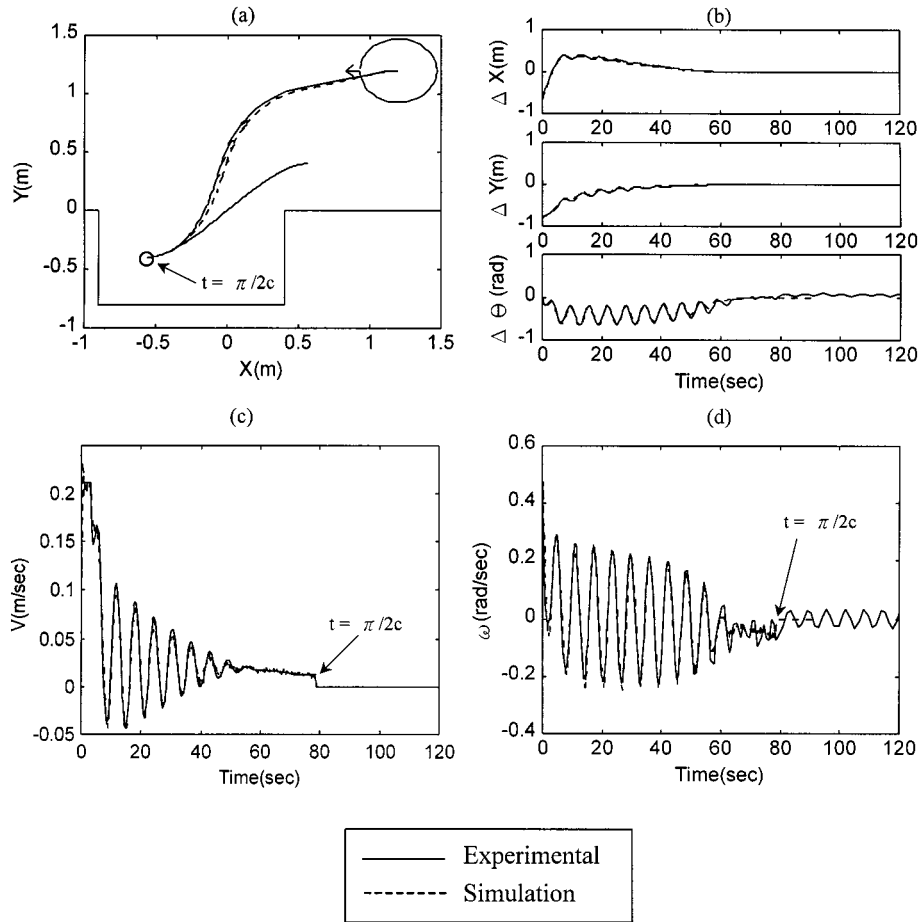 (a)
1.5
1
0.5
0
-0.5
-1
-1 -0.5 0 0.5 1 1.5
Y(m)
X(m)
t = π/2c
(b)
1
0
-1
0 20 40 60 80 100 120
Δ X(m)
1
0
-1
0 20 40 60 80 100 120
Δ Y(m)
1
0
-1
0 20 40 60 80 100 120
Δ θ (rad)
Time(sec)
(c)
0.2
0.15
0.1
0.05
0
-0.05
0 20 40 60 80 100 120
V(m/sec)
Time(sec)
t = π/2c
(d)
0.6
0.4
0.2
0
-0.2
-0.4
0 20 40 60 80 100 120
ω (rad/sec)
Time(sec)
t = π/2c
Experimental
Simulation